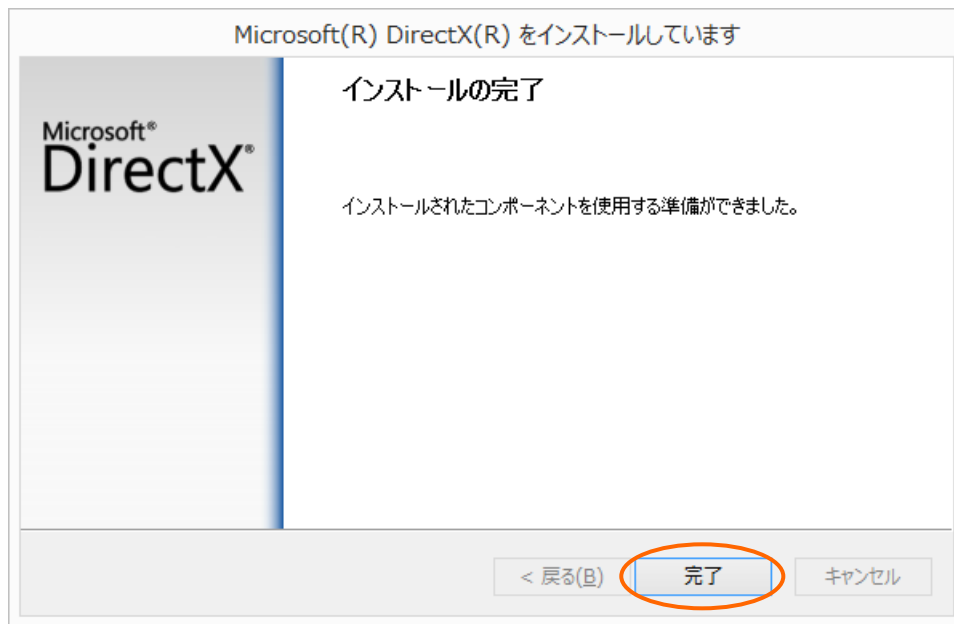 Microsoft(R) DirectX(R) をインストールしています
インストールの完了
Microsoft®
DirectX®
インストールされたコンポーネントを使用する準備ができました。
< 戻る(B) 完了 キャンセル